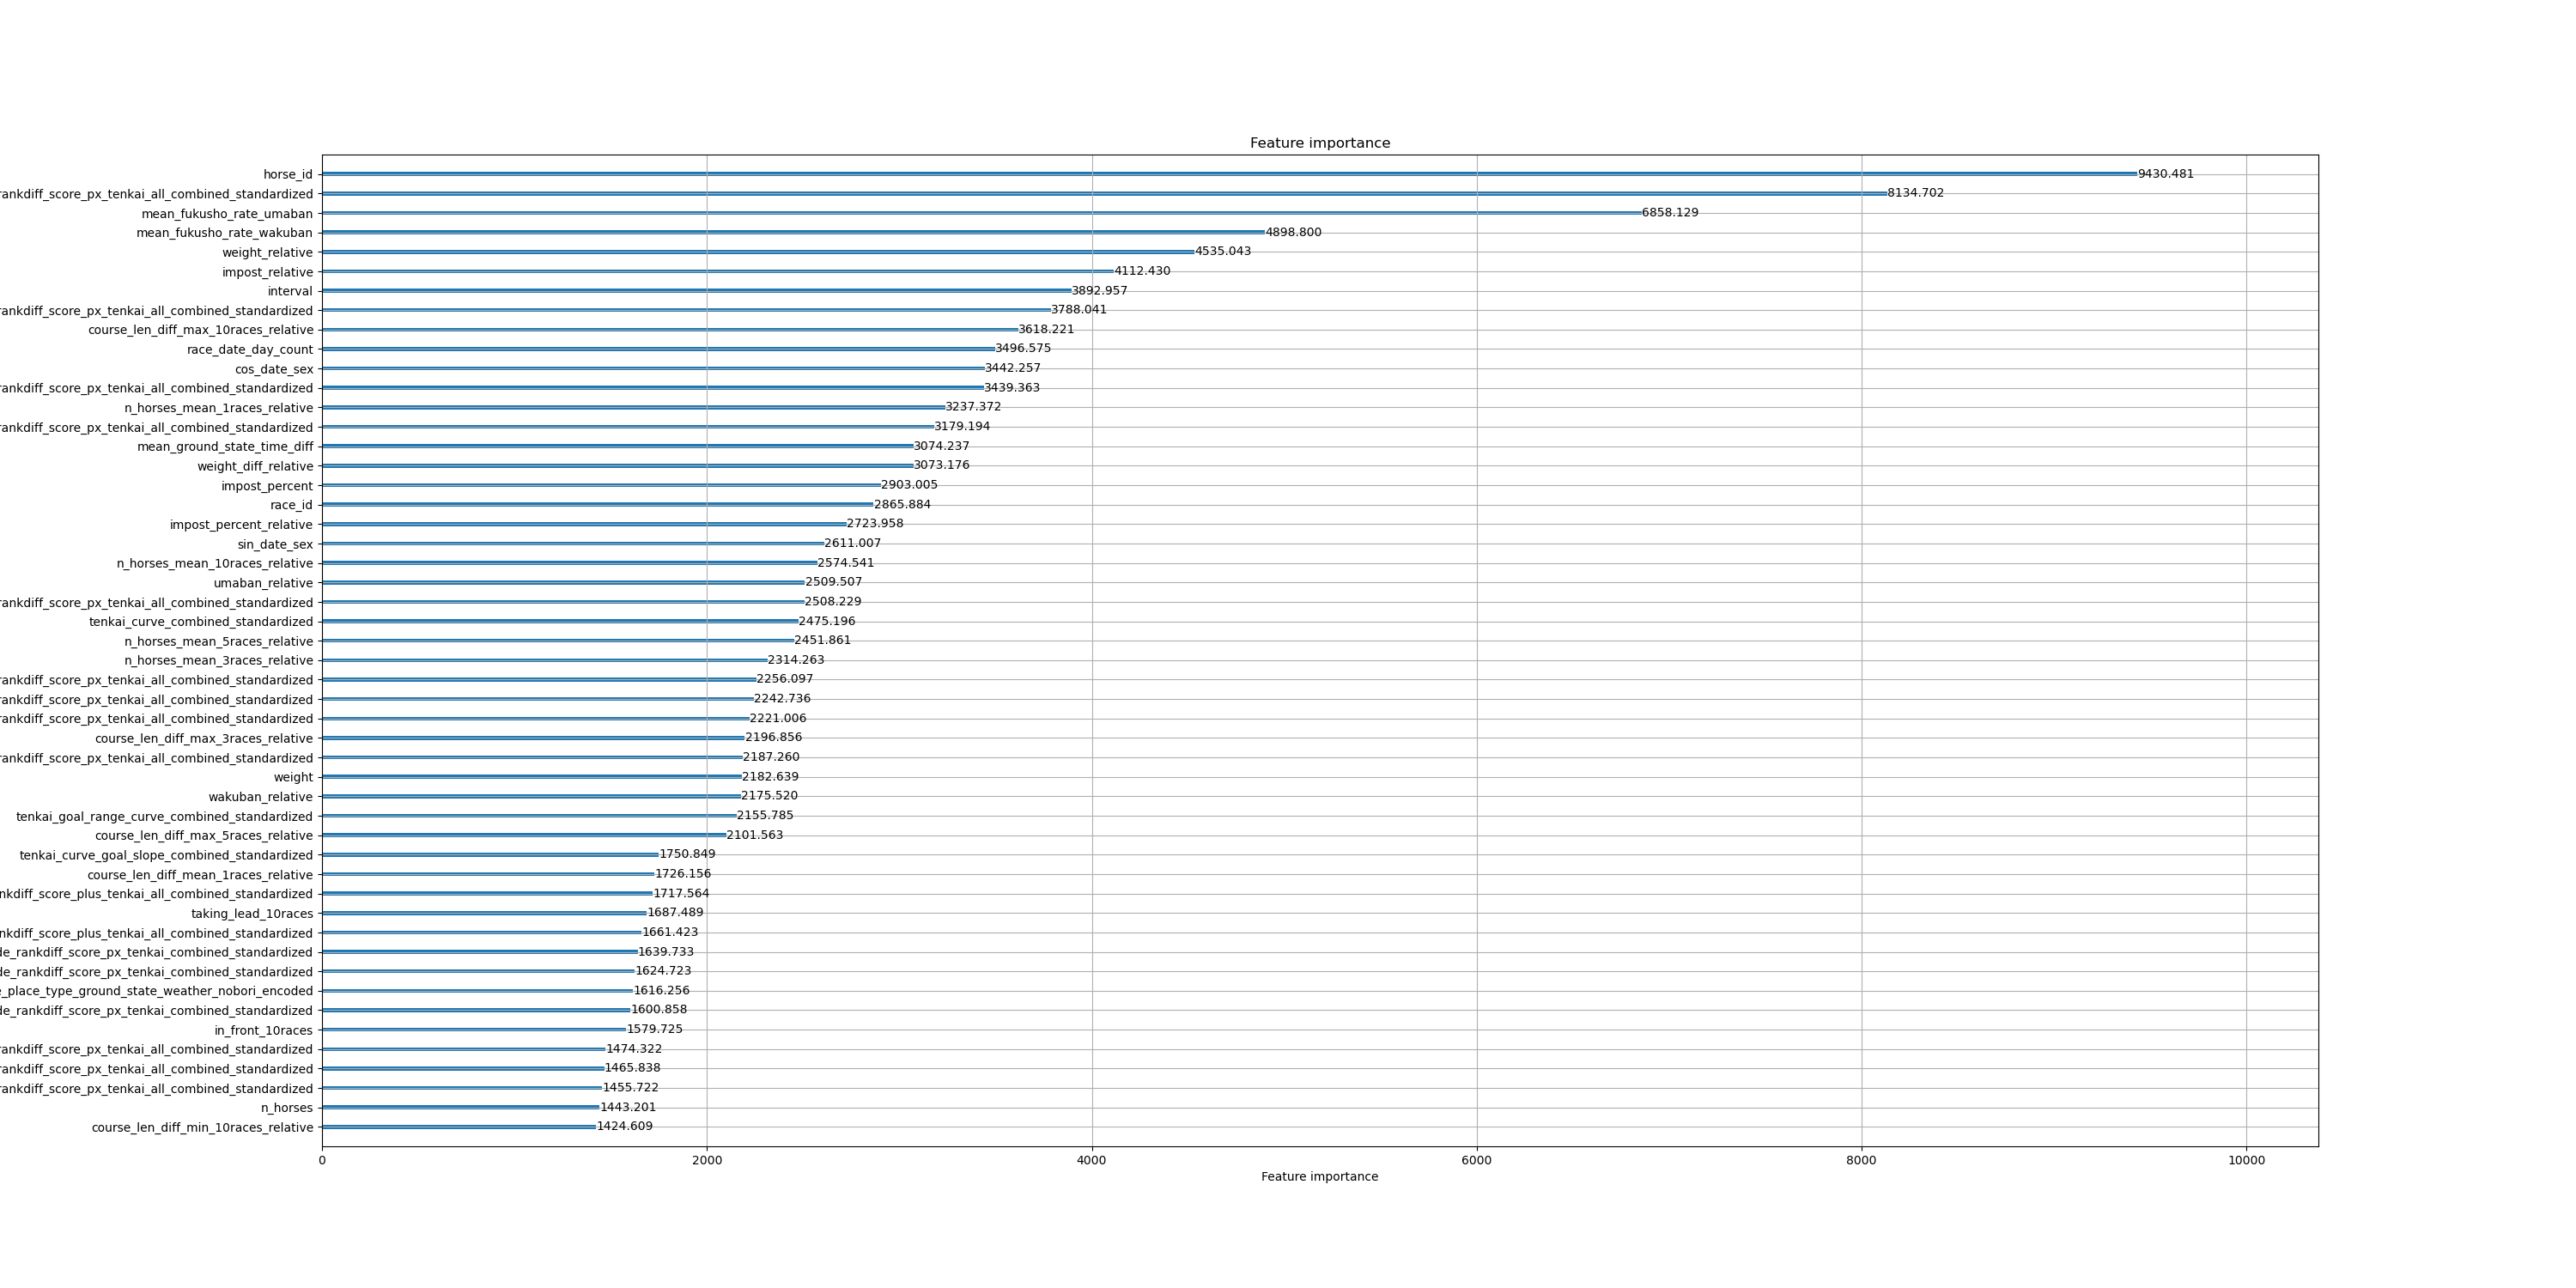 Feature importance
horse_id 9430.481
rankdiff_score_px_tenkai_all_combined_standardized 8134.702
mean_fukusho_rate_umaban 6858.129
mean_fukusho_rate_wakuban 4898.800
weight_relative 4535.043
impost_relative 4112.430
interval 3892.957
rankdiff_score_px_tenkai_all_combined_standardized 3788.041
course_len_diff_max_10races_relative 3618.221
race_date_day_count 3496.575
cos_date_sex 3442.257
rankdiff_score_px_tenkai_all_combined_standardized 3439.363
n_horses_mean_1races_relative 3237.372
rankdiff_score_px_tenkai_all_combined_standardized 3179.194
mean_ground_state_time_diff 3074.237
weight_diff_relative 3073.176
impost_percent 2903.005
race_id 2865.884
impost_percent_relative 2723.958
sin_date_sex 2611.007
n_horses_mean_10races_relative 2574.541
umaban_relative 2509.507
rankdiff_score_px_tenkai_all_combined_standardized 2508.229
tenkai_curve_combined_standardized 2475.196
n_horses_mean_5races_relative 2451.861
n_horses_mean_3races_relative 2314.263
rankdiff_score_px_tenkai_all_combined_standardized 2256.097
rankdiff_score_px_tenkai_all_combined_standardized 2242.736
rankdiff_score_px_tenkai_all_combined_standardized 2221.006
course_len_diff_max_3races_relative 2196.856
rankdiff_score_px_tenkai_all_combined_standardized 2187.260
weight 2182.639
wakuban_relative 2175.520
tenkai_goal_range_curve_combined_standardized 2155.785
course_len_diff_max_5races_relative 2101.563
tenkai_curve_goal_slope_combined_standardized 1750.849
course_len_diff_mean_1races_relative 1726.156
nkdiff_score_plus_tenkai_all_combined_standardized 1717.564
taking_lead_10races 1687.489
nkdiff_score_plus_tenkai_all_combined_standardized 1661.423
de_rankdiff_score_px_tenkai_combined_standardized 1639.733
de_rankdiff_score_px_tenkai_combined_standardized 1624.723
e_place_type_ground_state_weather_nobori_encoded 1616.256
de_rankdiff_score_px_tenkai_combined_standardized 1600.858
in_front_10races 1579.725
rankdiff_score_px_tenkai_all_combined_standardized 1474.322
rankdiff_score_px_tenkai_all_combined_standardized 1465.838
rankdiff_score_px_tenkai_all_combined_standardized 1455.722
n_horses 1443.201
course_len_diff_min_10races_relative 1424.609
0 2000 4000 6000 8000 10000
Feature importance